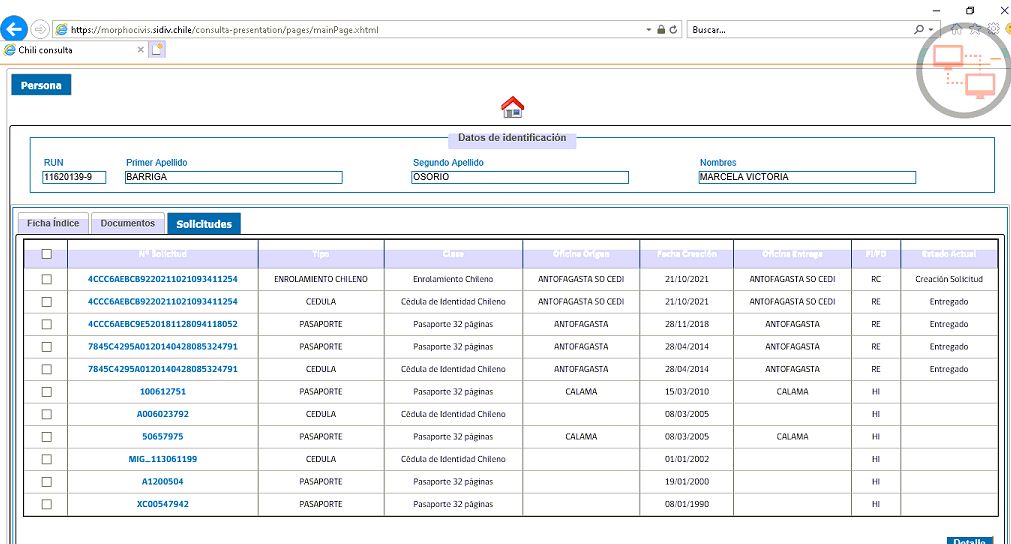 https://morphocivis.sidiv.chile/consulta-presentation/pages/mainPage.xhtml Buscar...
Chili consulta
Persona
Datos de identificación
RUN Primer Apellido Segundo Apellido Nombres
11620139-9 BARRIGA OSORIO MARCELA VICTORIA
Ficha Índice Documentos Solicitudes
Nº Solicitud Tipo Clase Oficina Origen Fecha Creación Oficina Entrega FI/FD Estado Actual
4CCC6AEBCB9220211021093411254 ENROLAMIENTO CHILENO Enrolamiento Chileno ANTOFAGASTA SO CEDI 21/10/2021 ANTOFAGASTA SO CEDI RC Creación Solicitud
4CCC6AEBCB9220211021093411254 CEDULA Cédula de Identidad Chileno ANTOFAGASTA SO CEDI 21/10/2021 ANTOFAGASTA SO CEDI RE Entregado
4CCC6AEBC9E520181128094118052 PASAPORTE Pasaporte 32 páginas ANTOFAGASTA 28/11/2018 ANTOFAGASTA RE Entregado
7845C4295A0120140428085324791 PASAPORTE Pasaporte 32 páginas ANTOFAGASTA 28/04/2014 ANTOFAGASTA RE Entregado
7845C4295A0120140428085324791 CEDULA Cédula de Identidad Chileno ANTOFAGASTA 28/04/2014 ANTOFAGASTA RE Entregado
100612751 PASAPORTE Pasaporte 32 páginas CALAMA 15/03/2010 CALAMA HI
A006023792 CEDULA Cédula de Identidad Chileno 08/03/2005 HI
50657975 PASAPORTE Pasaporte 32 páginas CALAMA 08/03/2005 CALAMA HI
MIG_113061199 CEDULA Cédula de Identidad Chileno 01/01/2002 HI
A1200504 PASAPORTE Pasaporte 32 páginas 19/01/2000 HI
XC00547942 PASAPORTE Pasaporte 32 páginas 08/01/1990 HI
Detalle